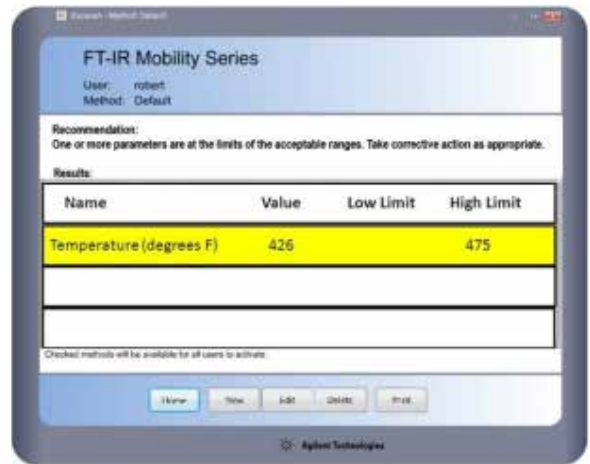 FT-IR Mobility Series
User: robert
Method: Default
Recommendation:
One or more parameters are at the limits of the acceptable ranges. Take corrective action as appropriate.
Results:
Name Value Low Limit High Limit
Temperature (degrees F) 426 475
Checked methods will be available for all users to activate.
Home New Edit Delete Print
Agilent Technologies